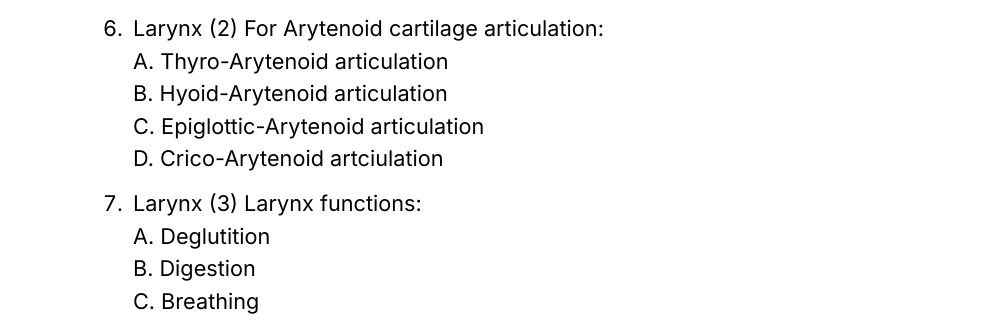 6. Larynx (2) For Arytenoid cartilage articulation:
A. Thyro-Arytenoid articulation
B. Hyoid-Arytenoid articulation
C. Epiglottic-Arytenoid articulation
D. Crico-Arytenoid artciulation
7. Larynx (3) Larynx functions:
A. Deglutition
B. Digestion
C. Breathing